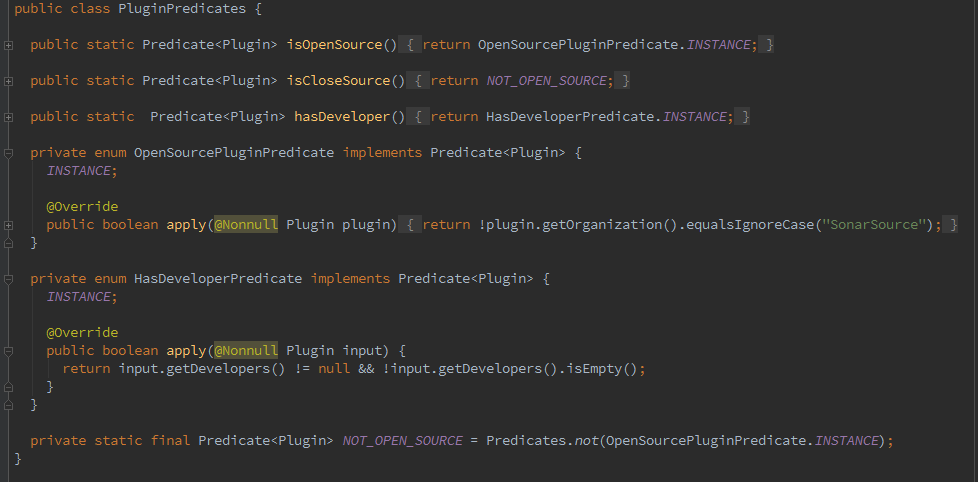 public class PluginPredicates {
public static Predicate<Plugin> isOpenSource() { return OpenSourcePluginPredicate.INSTANCE; }
public static Predicate<Plugin> isCloseSource() { return NOT_OPEN_SOURCE; }
public static  Predicate<Plugin> hasDeveloper() { return HasDeveloperPredicate.INSTANCE; }
private enum OpenSourcePluginPredicate implements Predicate<Plugin> {
INSTANCE;
@Override
public boolean apply(@Nonnull Plugin plugin) { return !plugin.getOrganization().equalsIgnoreCase("SonarSource"); }
}
private enum HasDeveloperPredicate implements Predicate<Plugin> {
INSTANCE;
@Override
public boolean apply(@Nonnull Plugin input) {
return input.getDevelopers() != null && !input.getDevelopers().isEmpty();
}
}
private static final Predicate<Plugin> NOT_OPEN_SOURCE = Predicates.not(OpenSourcePluginPredicate.INSTANCE);
}